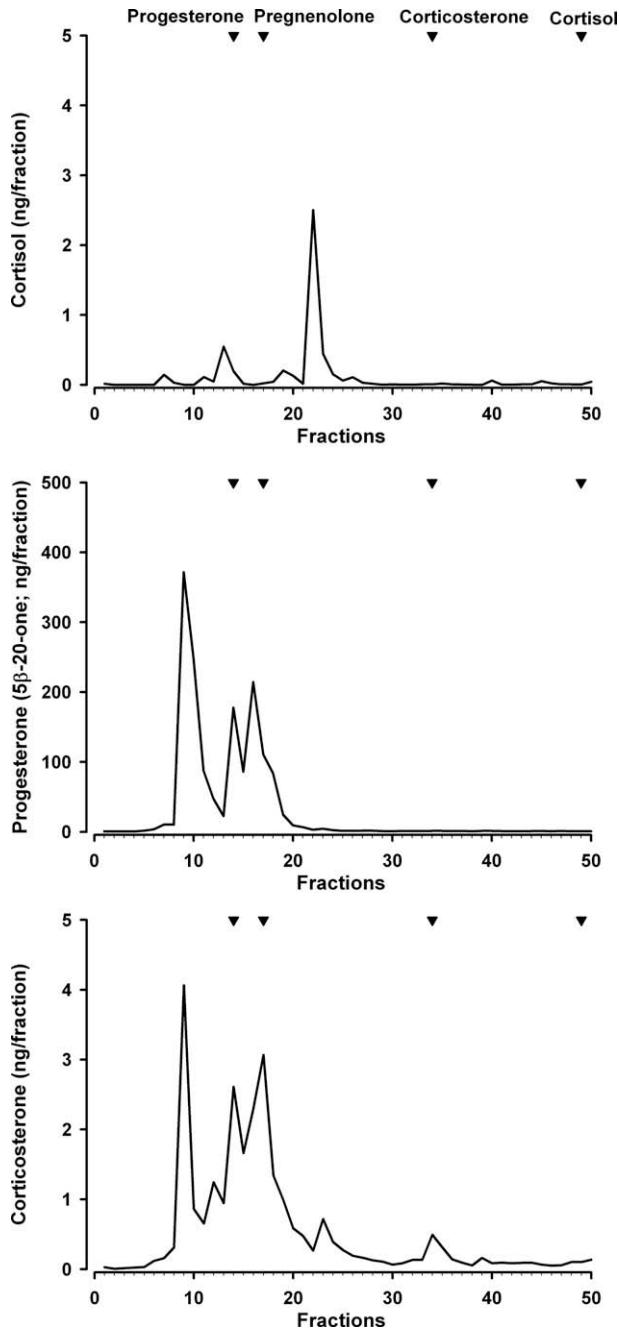 Progesterone Pregnenolone Corticosterone Cortisol
5
4
3
2
1
0
Cortisol (ng/fraction)
0 10 20 30 40 50
Fractions
500
400
300
200
100
0
Progesterone (5β-20-one; ng/fraction)
0 10 20 30 40 50
Fractions
5
4
3
2
1
0
Corticosterone (ng/fraction)
0 10 20 30 40 50
Fractions